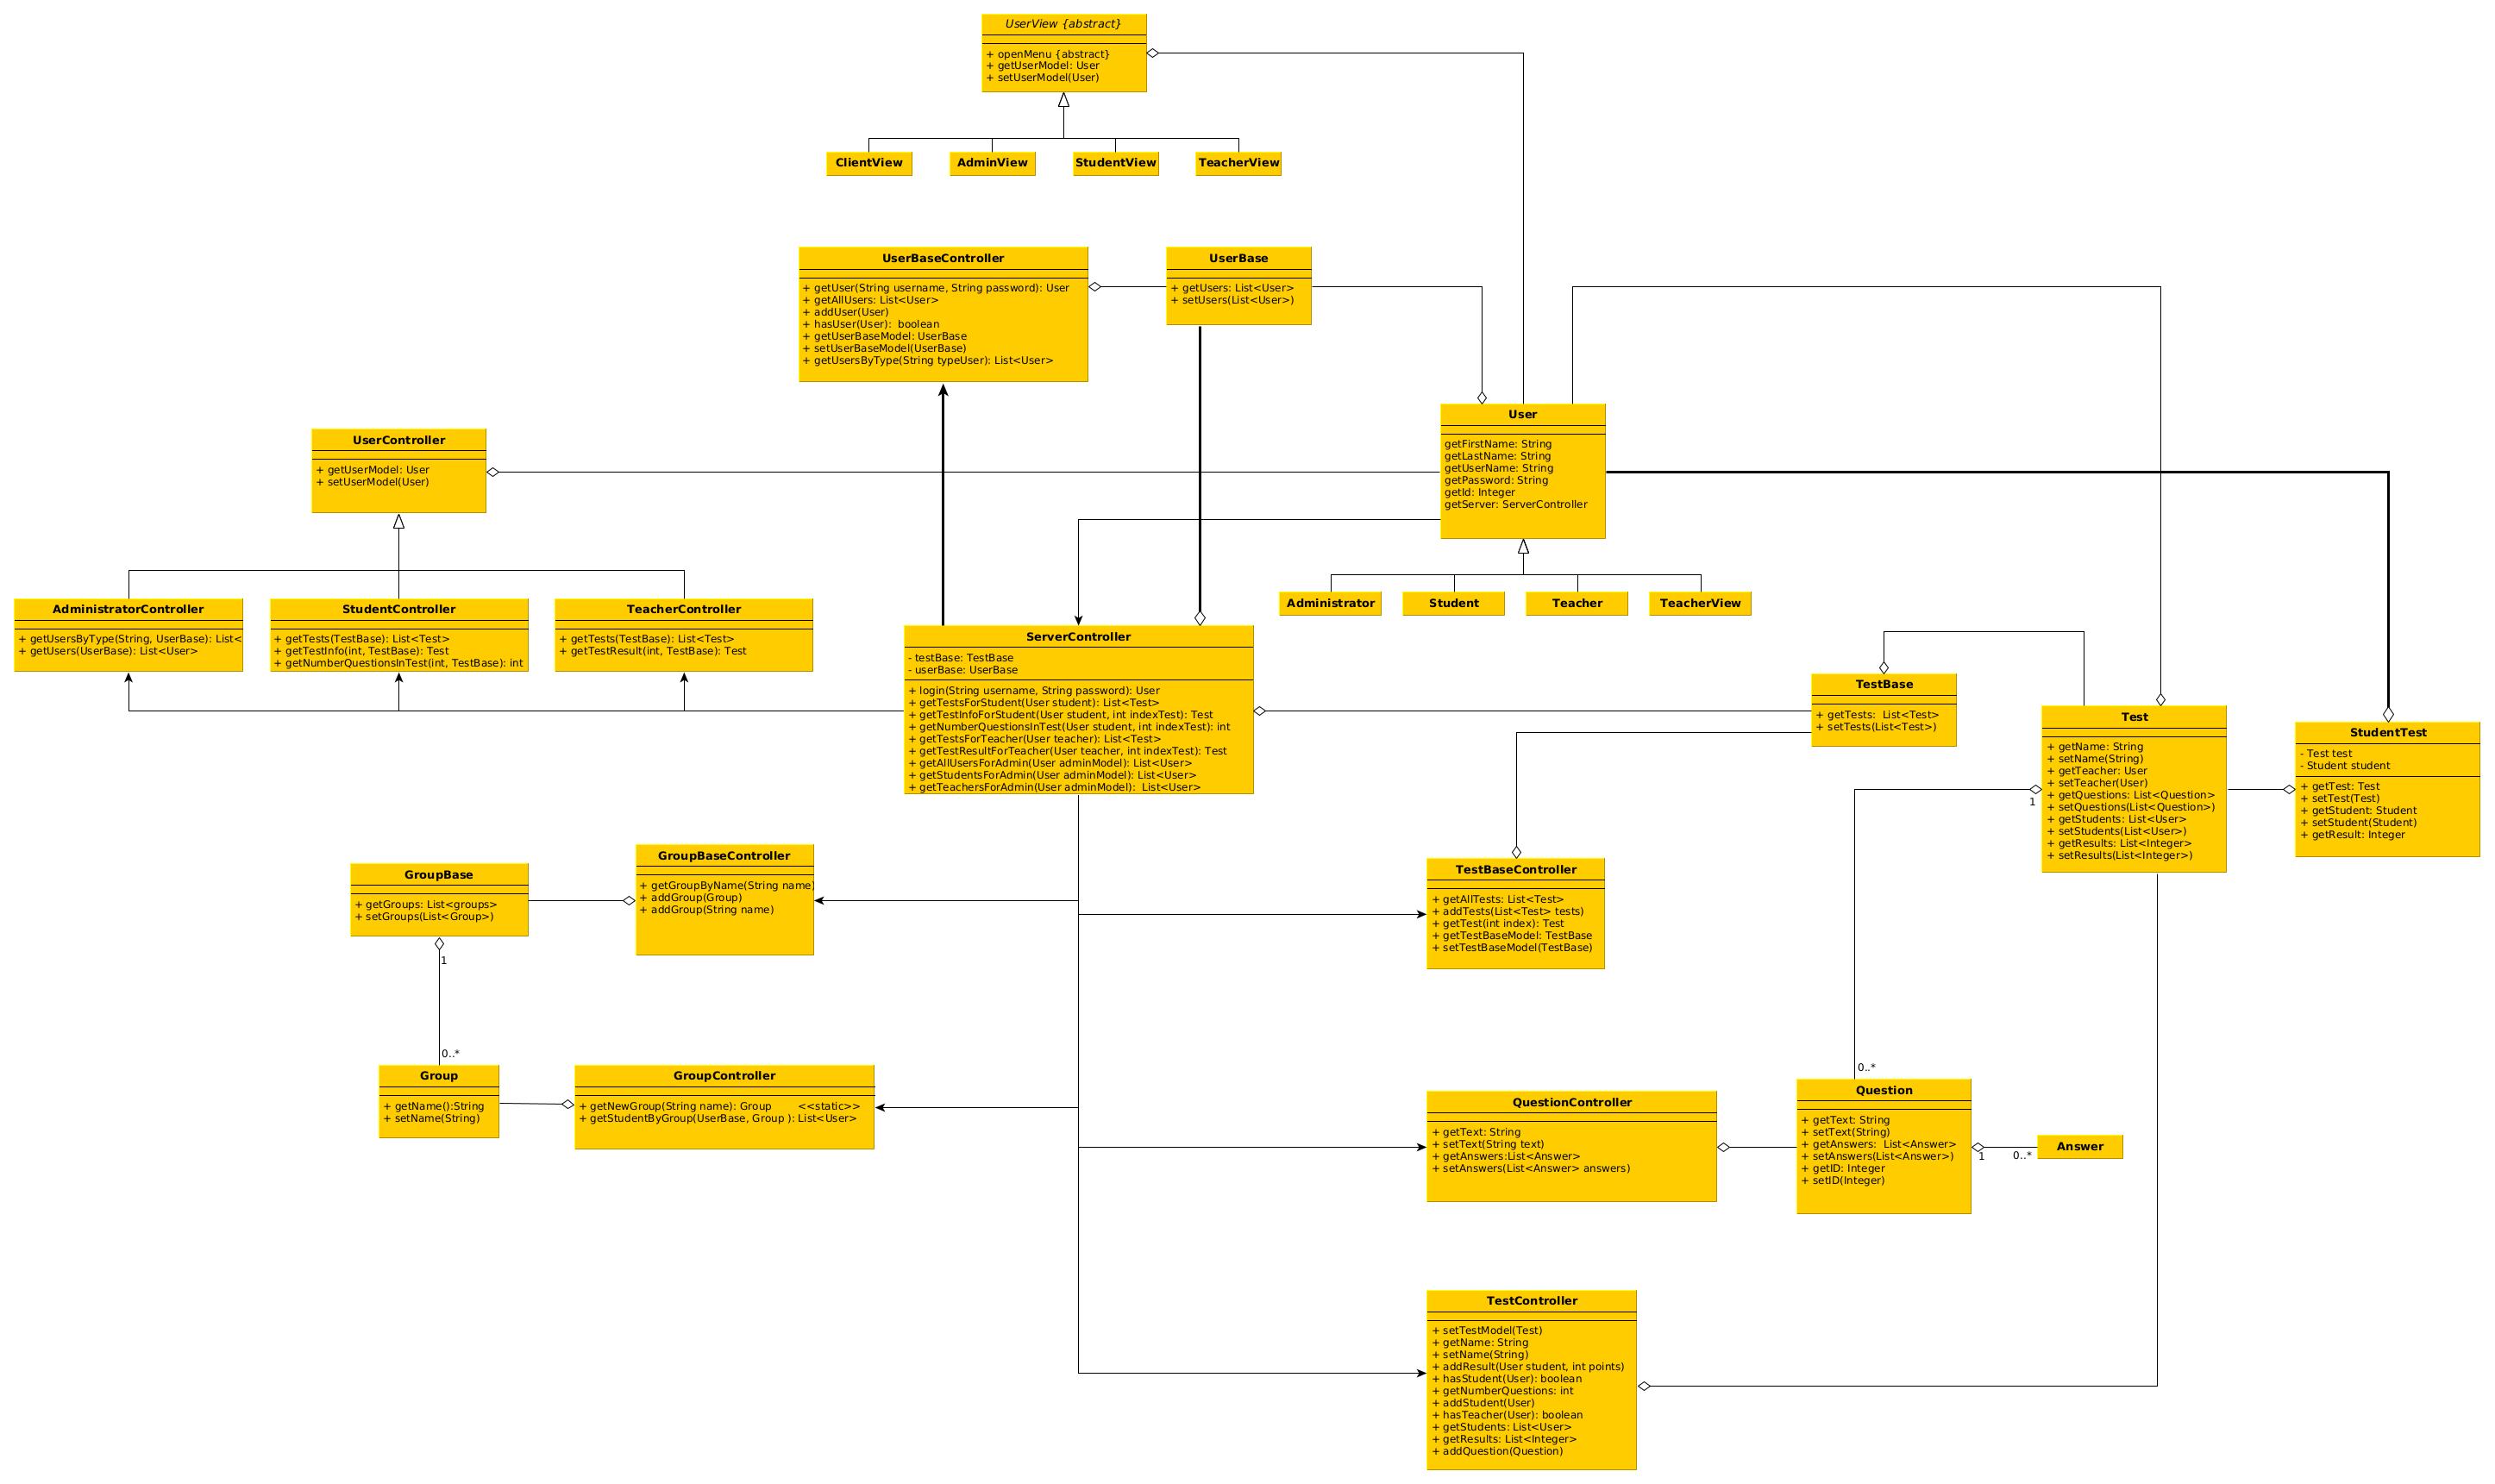 UserView {abstract}
+ openMenu {abstract}
+ getUserModel: User
+ setUserModel(User)
ClientView
AdminView
StudentView
TeacherView
UserBaseController
+ getUser(String username, String password): User
+ getAllUsers: List<User>
+ addUser(User)
+ hasUser(User):  boolean
+ getUserBaseModel: UserBase
+ setUserBaseModel(UserBase)
+ getUsersByType(String typeUser): List<User>
UserBase
+ getUsers: List<User>
+ setUsers(List<User>)
User
getFirstName: String
getLastName: String
getUserName: String
getPassword: String
getId: Integer
getServer: ServerController
UserController
+ getUserModel: User
+ setUserModel(User)
AdministratorController
+ getUsersByType(String, UserBase): List<
+ getUsers(UserBase): List<User>
StudentController
+ getTests(TestBase): List<Test>
+ getTestInfo(int, TestBase): Test
+ getNumberQuestionsInTest(int, TestBase): int
TeacherController
+ getTests(TestBase): List<Test>
+ getTestResult(int, TestBase): Test
Administrator
Student
Teacher
TeacherView
ServerController
- testBase: TestBase
- userBase: UserBase
+ login(String username, String password): User
+ getTestsForStudent(User student): List<Test>
+ getTestInfoForStudent(User student, int indexTest): Test
+ getNumberQuestionsInTest(User student, int indexTest): int
+ getTestsForTeacher(User teacher): List<Test>
+ getTestResultForTeacher(User teacher, int indexTest): Test
+ getAllUsersForAdmin(User adminModel): List<User>
+ getStudentsForAdmin(User adminModel): List<User>
+ getTeachersForAdmin(User adminModel):  List<User>
TestBase
+ getTests:  List<Test>
+ setTests(List<Test>)
Test
+ getName: String
+ setName(String)
+ getTeacher: User
+ setTeacher(User)
+ getQuestions: List<Question>
+ setQuestions(List<Question>)
+ getStudents: List<User>
+ setStudents(List<User>)
+ getResults: List<Integer>
+ setResults(List<Integer>)
1
StudentTest
- Test test
- Student student
+ getTest: Test
+ setTest(Test)
+ getStudent: Student
+ setStudent(Student)
+ getResult: Integer
GroupBase
+ getGroups: List<groups>
+ setGroups(List<Group>)
1
0..*
GroupBaseController
+ getGroupByName(String name)
+ addGroup(Group)
+ addGroup(String name)
TestBaseController
+ getAllTests: List<Test>
+ addTests(List<Test> tests)
+ getTest(int index): Test
+ getTestBaseModel: TestBase
+ setTestBaseModel(TestBase)
Group
+ getName():String
+ setName(String)
GroupController
+ getNewGroup(String name): Group        <<static>>
+ getStudentByGroup(UserBase, Group ): List<User>
QuestionController
+ getText: String
+ setText(String text)
+ getAnswers:List<Answer>
+ setAnswers(List<Answer> answers)
0..*
Question
+ getText: String
+ setText(String)
+ getAnswers:  List<Answer>
+ setAnswers(List<Answer>)
+ getID: Integer
+ setID(Integer)
1
0..*
Answer
TestController
+ setTestModel(Test)
+ getName: String
+ setName(String)
+ addResult(User student, int points)
+ hasStudent(User): boolean
+ getNumberQuestions: int
+ addStudent(User)
+ hasTeacher(User): boolean
+ getStudents: List<User>
+ getResults: List<Integer>
+ addQuestion(Question)